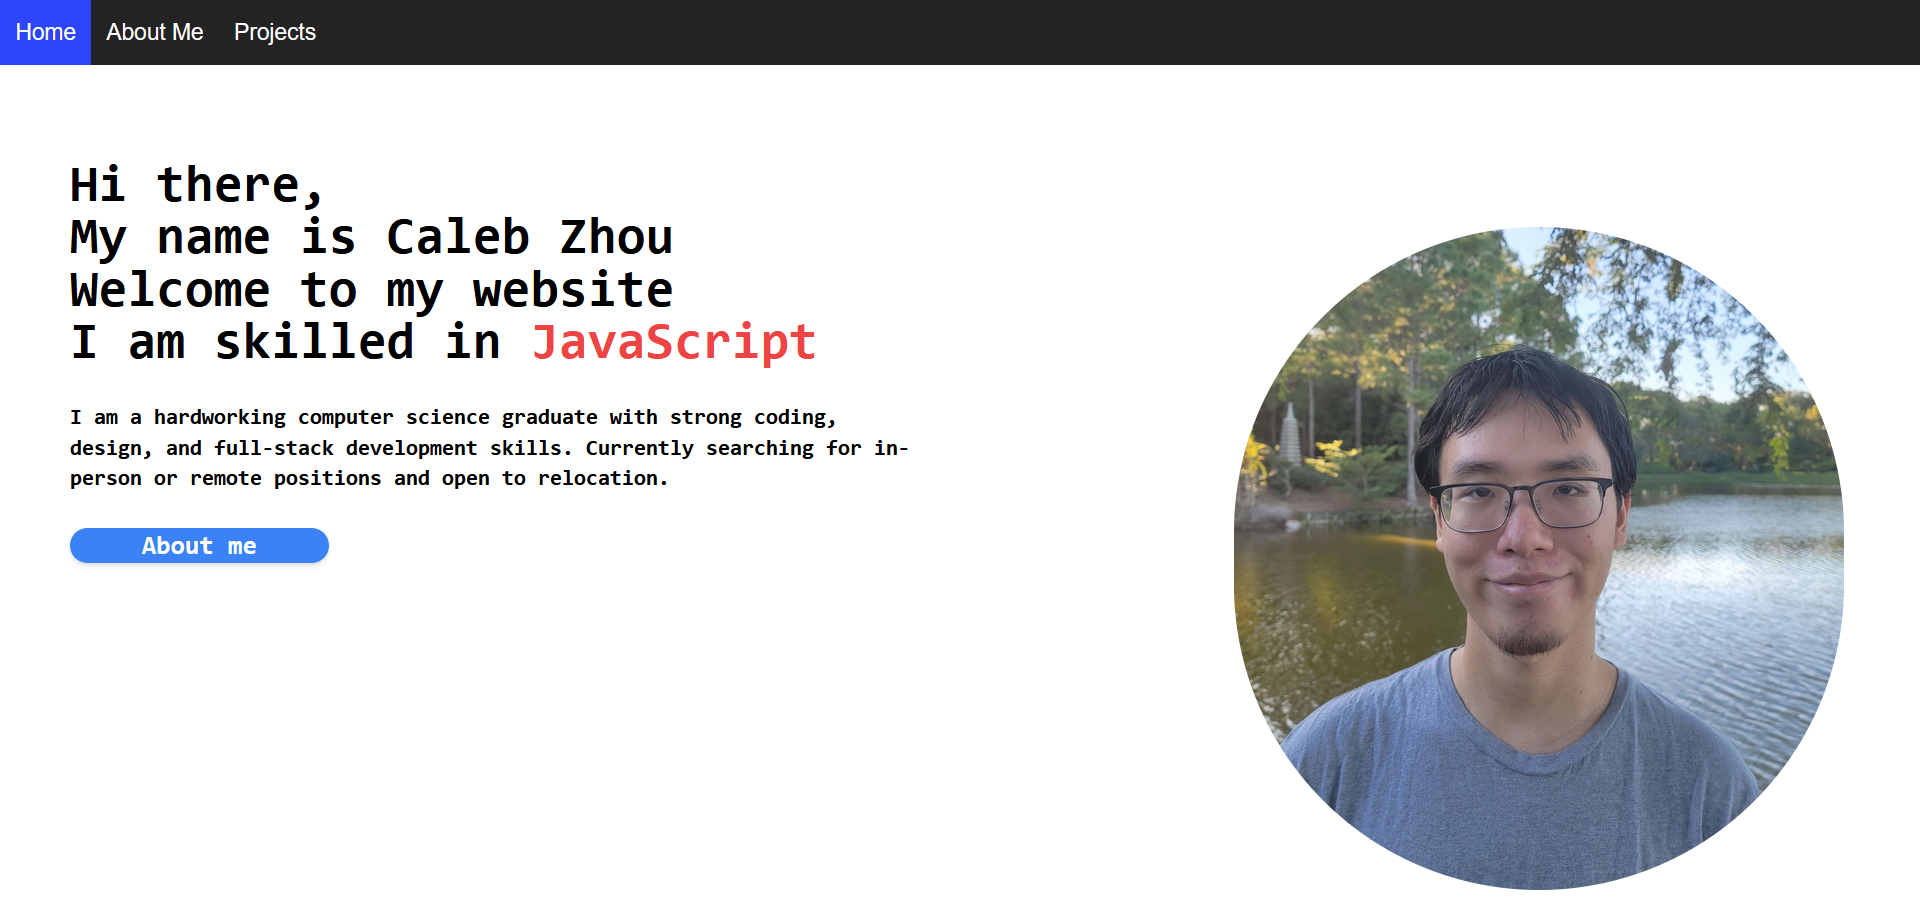 Home About Me Projects
Hi there,
My name is Caleb Zhou
Welcome to my website
I am skilled in JavaScript
I am a hardworking computer science graduate with strong coding,
design, and full-stack development skills. Currently searching for in-
person or remote positions and open to relocation.
About me